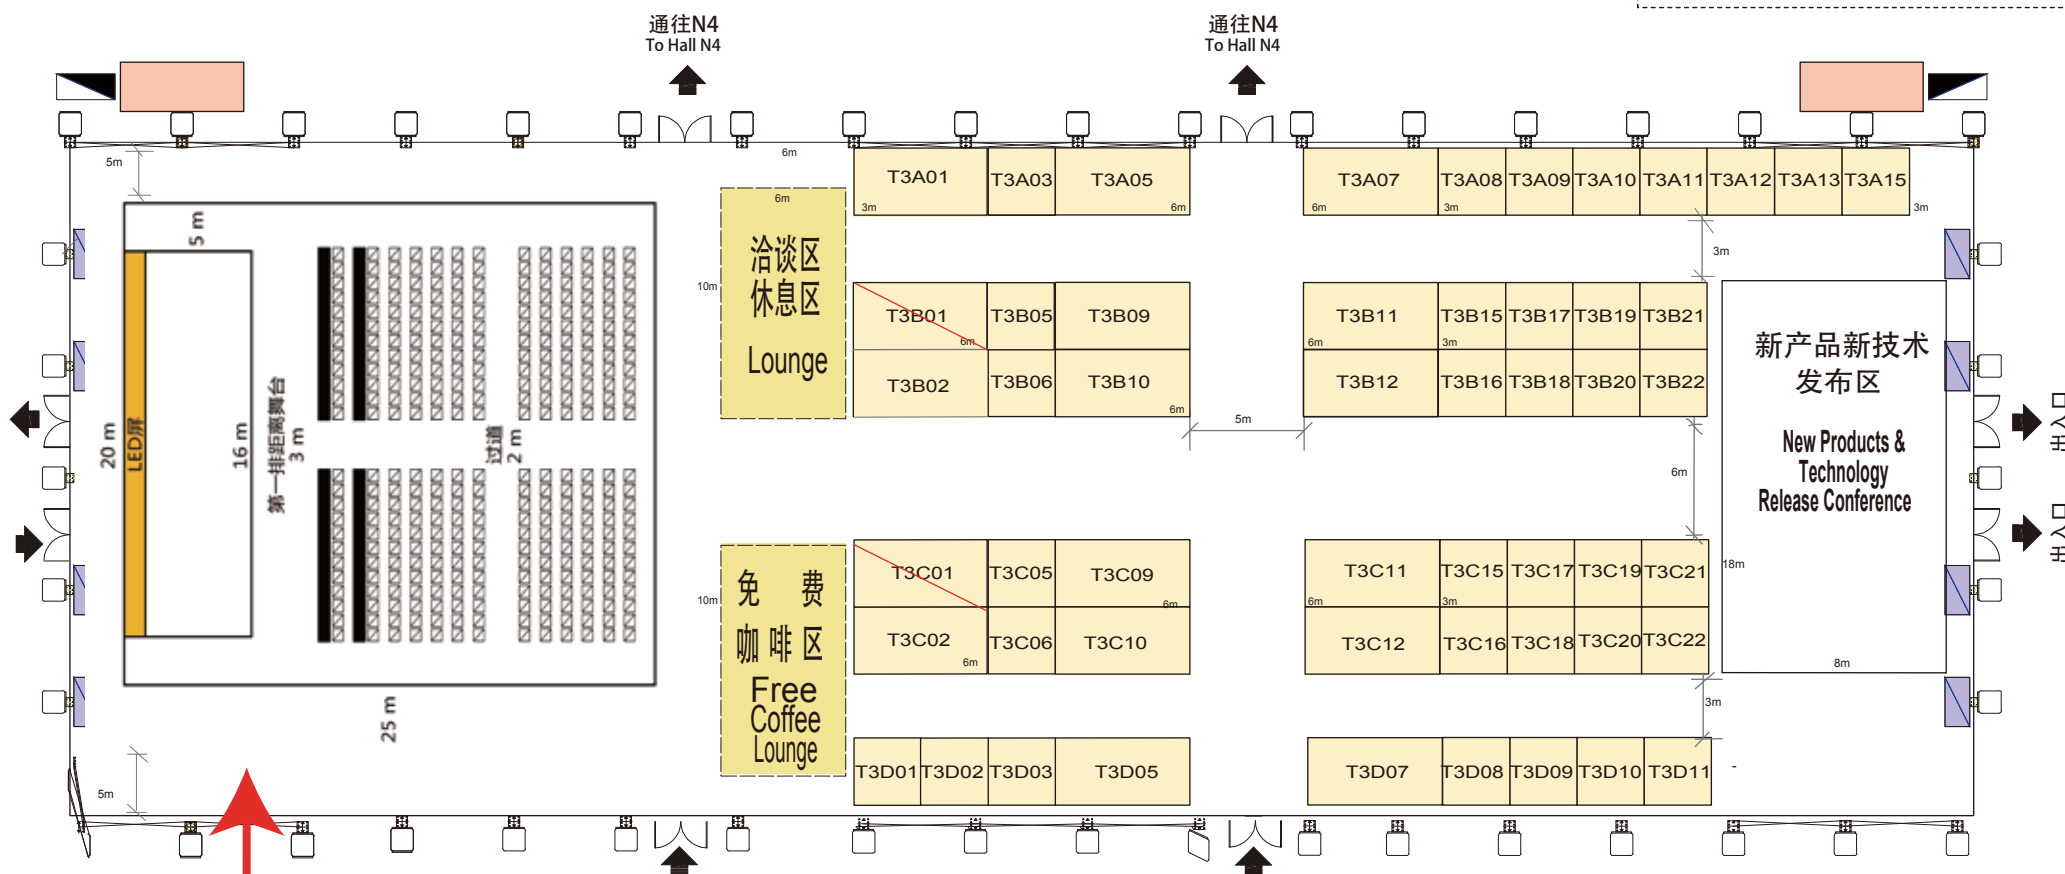 通往N4
To Hall N4
通往N4
To Hall N4
5m
6m
T3A01
T3A03
T3A05
3m
6m
T3A07
T3A08
T3A09
T3A10
T3A11
T3A12
T3A13
T3A15
6m
3m
3m
3m
5 m
20 m
LED屏
16 m
第一排距离舞台
3 m
过道
2 m
25 m
5m
6m
10m
洽谈区
休息区
Lounge
T3B01
T3B05
T3B09
6m
T3B02
T3B06
T3B10
6m
5m
T3B11
T3B15
T3B17
T3B19
T3B21
6m
3m
T3B12
T3B16
T3B18
T3B20
T3B22
6m
新产品新技术
发布区
New Products &
Technology
Release Conference
18m
8m
出入口
出入口
10m
免 费
咖 啡 区
Free
Coffee
Lounge
T3C01
T3C05
T3C09
6m
T3C02
T3C06
T3C10
6m
T3C11
T3C15
T3C17
T3C19
T3C21
6m
3m
T3C12
T3C16
T3C18
T3C20
T3C22
3m
T3D01
T3D02
T3D03
T3D05
T3D07
T3D08
T3D09
T3D10
T3D11
-